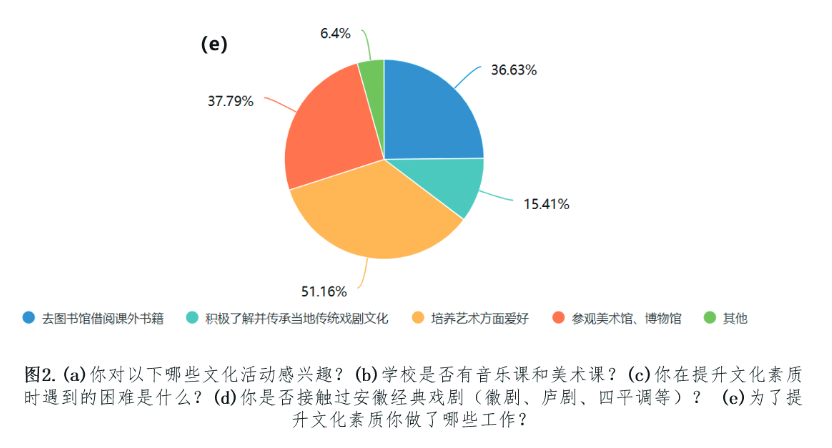 (e)
6.4%
36.63%
37.79%
15.41%
51.16%
去图书馆借阅课外书籍 积极了解并传承当地传统戏剧文化 培养艺术方面爱好 参观美术馆、博物馆 其他
图2.(a)你对以下哪些文化活动感兴趣？(b)学校是否有音乐课和美术课？(c)你在提升文化素质
时遇到的困难是什么？(d)你是否接触过安徽经典戏剧（徽剧、庐剧、四平调等）？ (e)为了提
升文化素质你做了哪些工作？